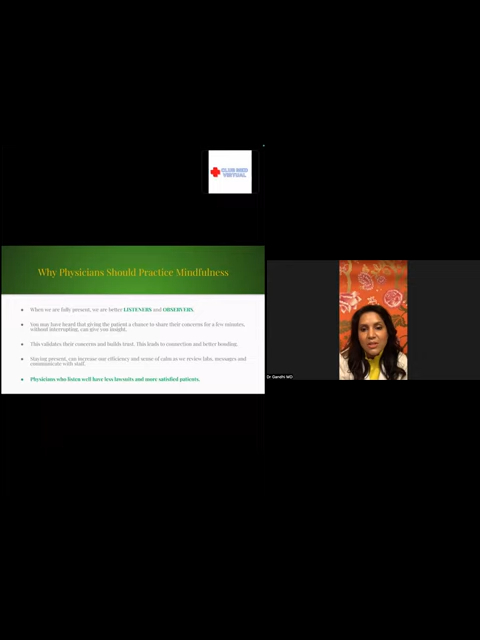 CLUB MED
VIRTUAL
Why Physicians Should Practice Mindfulness
When we are fully present, we are better LISTENERS and OBSERVERS.
You may have heard that giving the patient a chance to share their concerns for a few minutes,
without interrupting, can give you insight.
This validates their concerns and builds trust. This leads to connection and better bonding.
Staying present, can increase our efficiency and sense of calm as we review labs, messages and
communicate with staff.
Physicians who listen well have less lawsuits and more satisfied patients.
Dr Gandhi MD